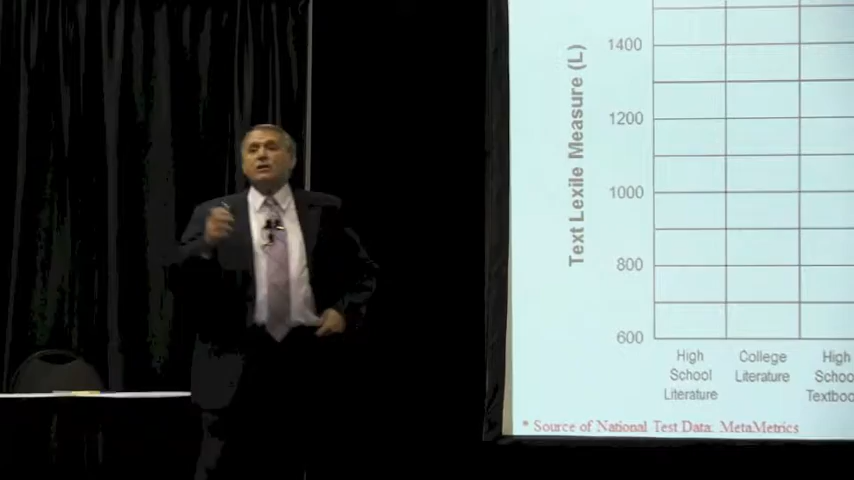 Text Lexile Measure (L)
1400
1200
1000
800
600
High
School
Literature
College
Literature
High
School
Textboo
* Source of National Test Data: MetaMetrics